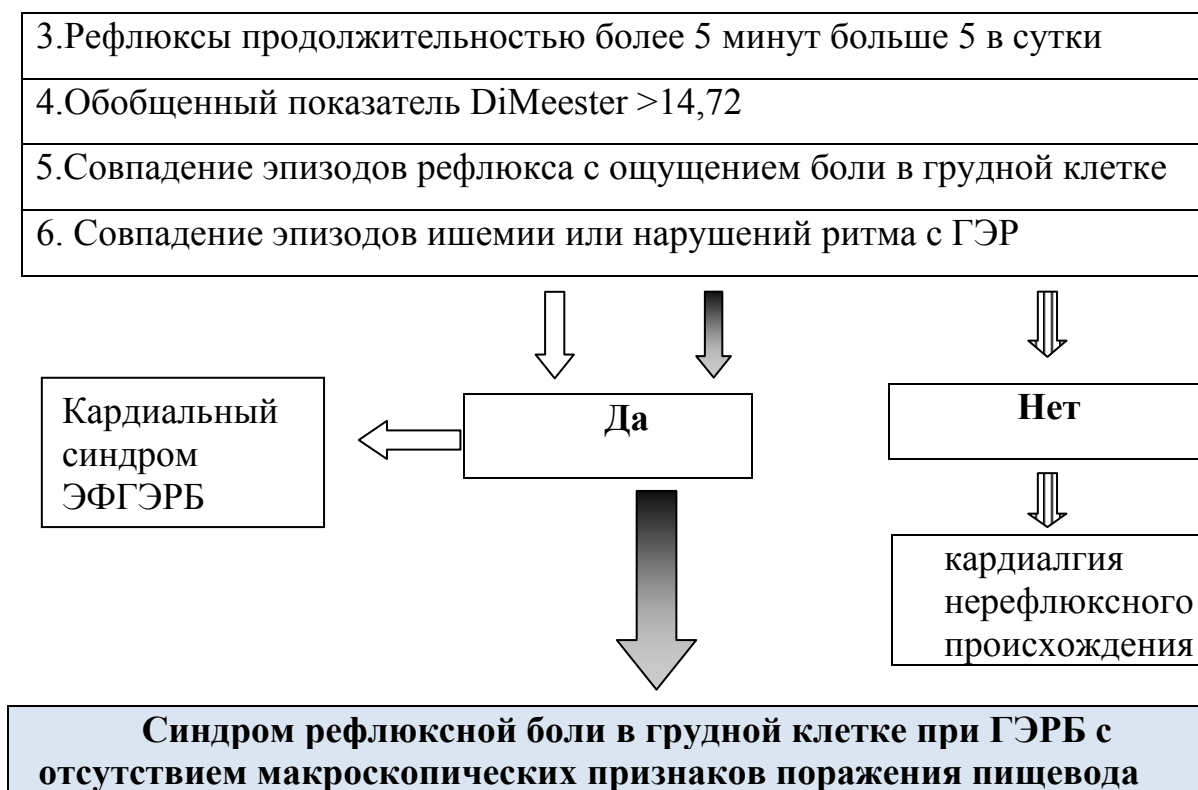 3.Рефлюксы продолжительностью более 5 минут больше 5 в сутки
4.Обобщенный показатель DiMeester >14,72
5.Совпадение эпизодов рефлюкса с ощущением боли в грудной клетке
6. Совпадение эпизодов ишемии или нарушений ритма с ГЭР
Кардиальный
синдром
ЭФГЭРБ
Да
Нет
кардиалгия
нерефлюксного
происхождения
Синдром рефлюксной боли в грудной клетке при ГЭРБ с
отсутствием макроскопических признаков поражения пищевода